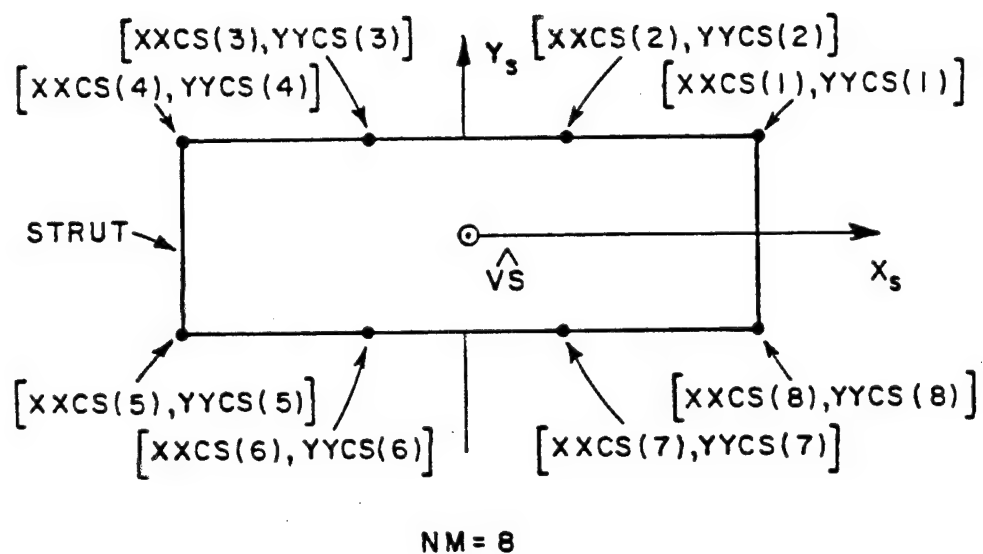 [XXCS(3),YYCS(3)]
Ys
[XXCS(2),YYCS(2)]
[XXCS(4),YYCS(4)]
[XXCS(1),YYCS(1)]
STRUT
V̂S
Xs
[XXCS(5),YYCS(5)]
[XXCS(8),YYCS(8)]
[XXCS(6),YYCS(6)]
[XXCS(7),YYCS(7)]
NM=8